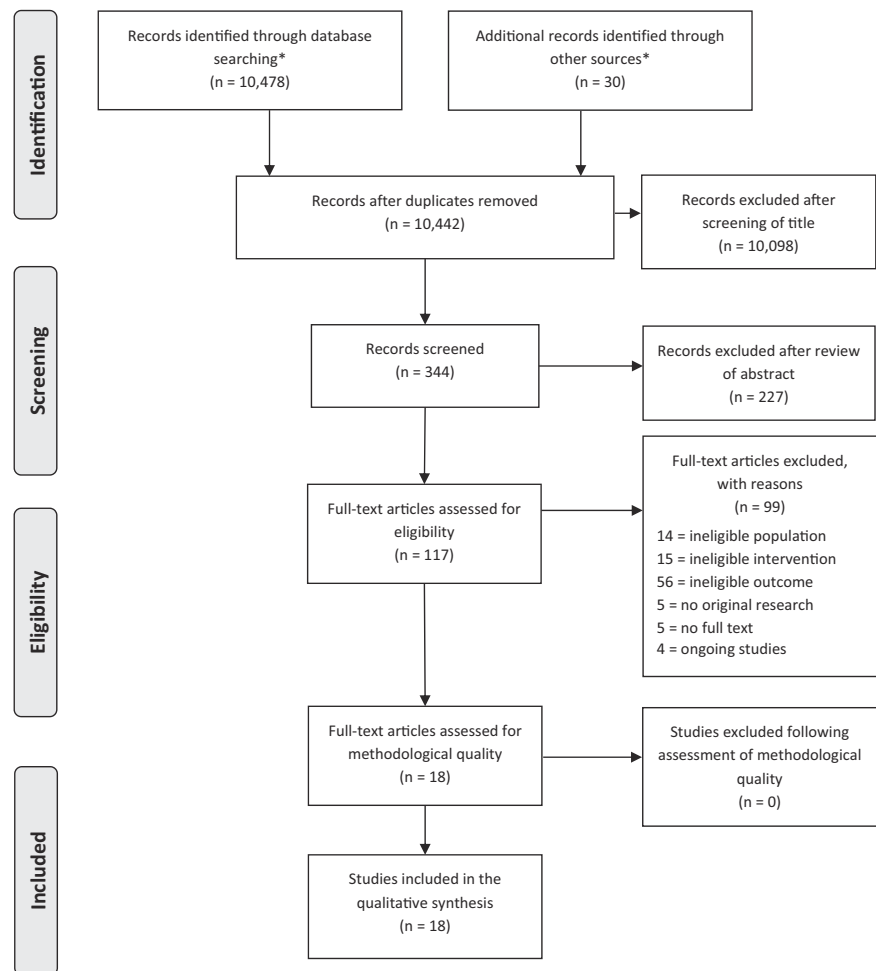 Identification
Records identified through database
searching*
(n = 10,478)
Additional records identified through
other sources*
(n = 30)
Records after duplicates removed
(n = 10,442)
Records excluded after
screening of title
(n = 10,098)
Screening
Records screened
(n = 344)
Records excluded after review
of abstract
(n = 227)
Eligibility
Full-text articles assessed for
eligibility
(n = 117)
Full-text articles excluded,
with reasons
(n = 99)
14 = ineligible population
15 = ineligible intervention
56 = ineligible outcome
5 = no original research
5 = no full text
4 = ongoing studies
Full-text articles assessed for
methodological quality
(n = 18)
Studies excluded following
assessment of methodological
quality
(n = 0)
Included
Studies included in the
qualitative synthesis
(n = 18)